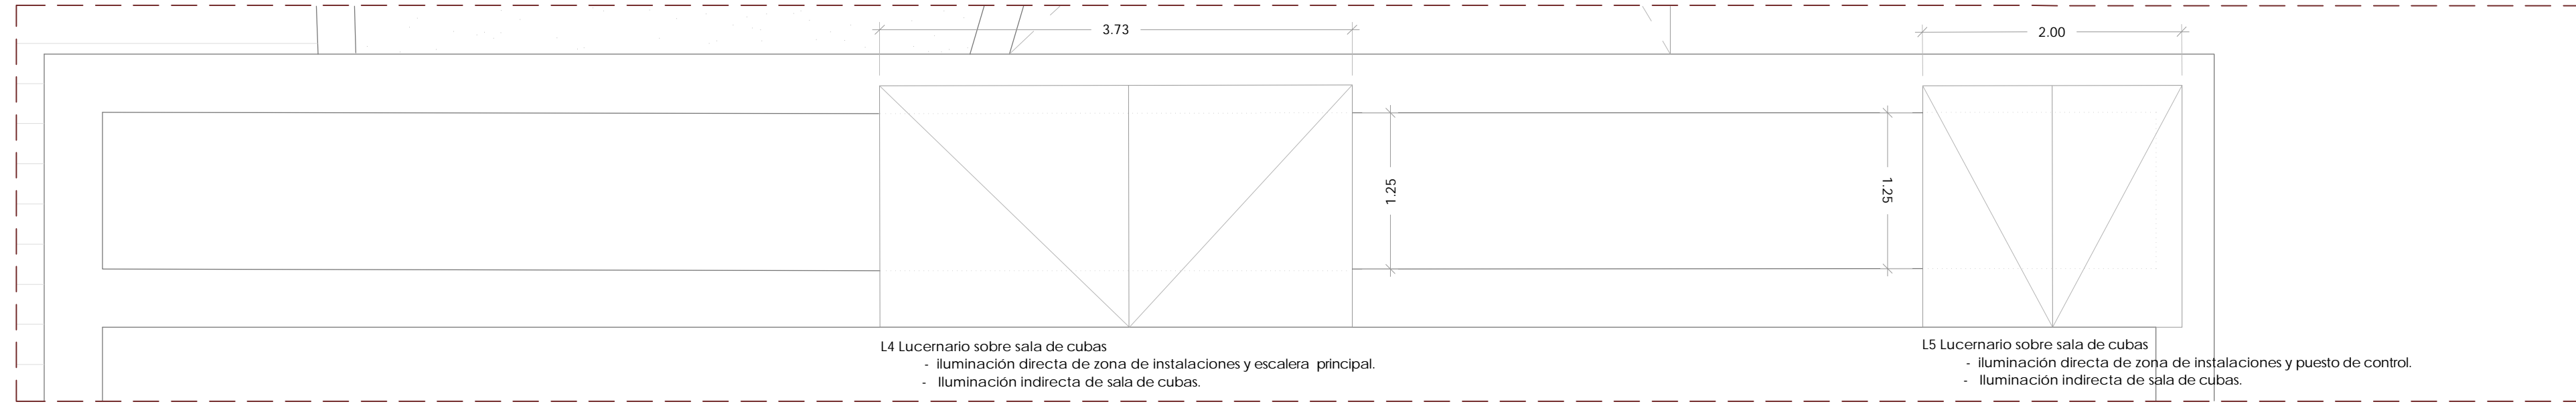 3.73
2.00
1.25
1.25
L4 Lucernario sobre sala de cubas
- iluminación directa de zona de instalaciones y escalera principal.
- Iluminación indirecta de sala de cubas.
L5 Lucernario sobre sala de cubas
- iluminación directa de zona de instalaciones y puesto de control.
- Iluminación indirecta de sala de cubas.